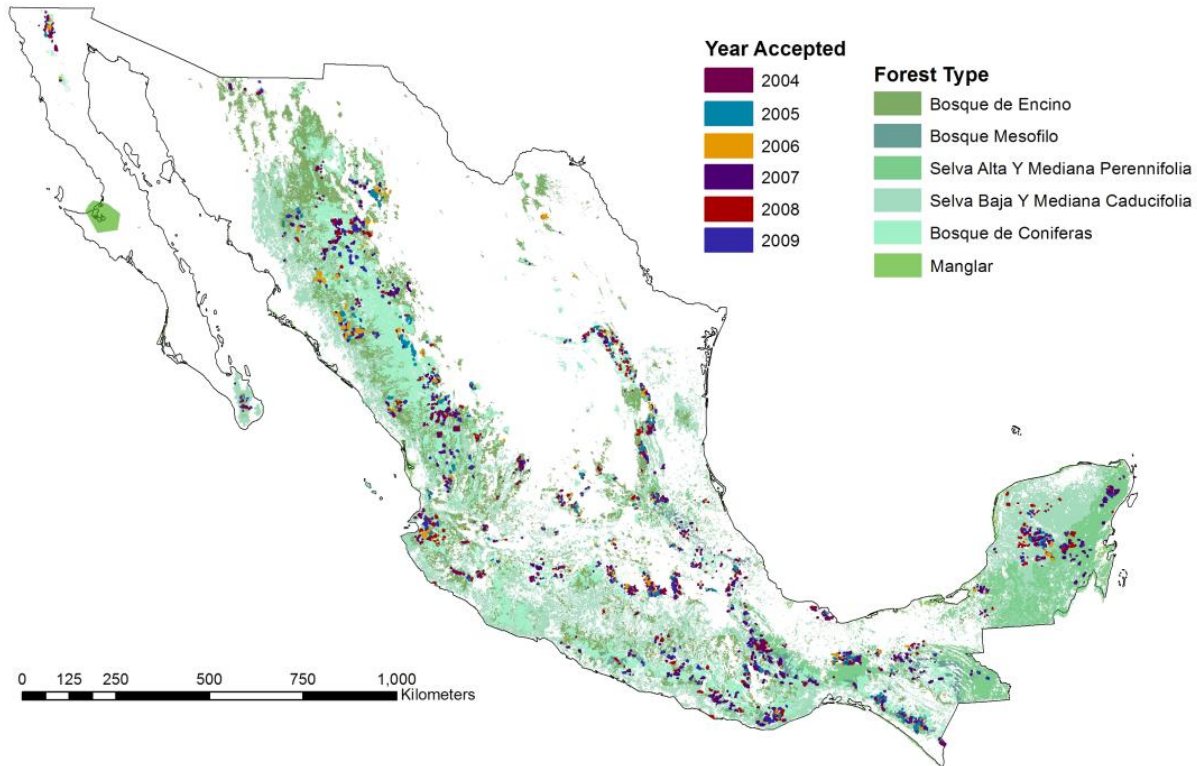 Year Accepted
2004
2005
2006
2007
2008
2009
Forest Type
Bosque de Encino
Bosque Mesofilo
Selva Alta Y Mediana Perennifolia
Selva Baja Y Mediana Caducifolia
Bosque de Coniferas
Manglar
0 125 250 500 750 1,000
Kilometers